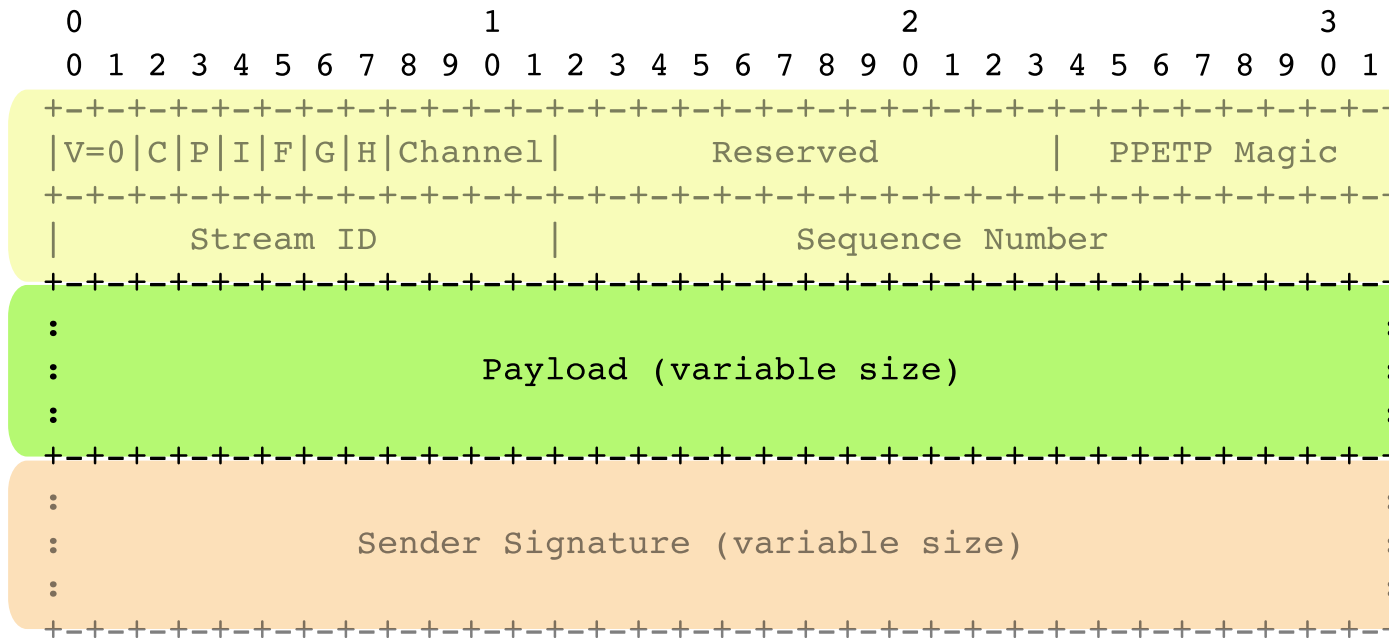 0 1 2 3
0 1 2 3 4 5 6 7 8 9 0 1 2 3 4 5 6 7 8 9 0 1 2 3 4 5 6 7 8 9 0 1
+-+-+-+-+-+-+-+-+-+-+-+-+-+-+-+-+-+-+-+-+-+-+-+-+-+-+-+-+-+-+-+-+-
|V=0|C|P|I|F|G|H|Channel|       Reserved        |  PPETP Magic
+-+-+-+-+-+-+-+-+-+-+-+-+-+-+-+-+-+-+-+-+-+-+-+-+-+-+-+-+-+-+-+-+-
|      Stream ID        |           Sequence Number
+-+-+-+-+-+-+-+-+-+-+-+-+-+-+-+-+-+-+-+-+-+-+-+-+-+-+-+-+-+-+-+-+-
:                                                               :
:                    Payload (variable size)                    :
:                                                               :
+-+-+-+-+-+-+-+-+-+-+-+-+-+-+-+-+-+-+-+-+-+-+-+-+-+-+-+-+-+-+-+-+-
:                                                               :
:              Sender Signature (variable size)                 :
:                                                               :
+-+-+-+-+-+-+-+-+-+-+-+-+-+-+-+-+-+-+-+-+-+-+-+-+-+-+-+-+-+-+-+-+-